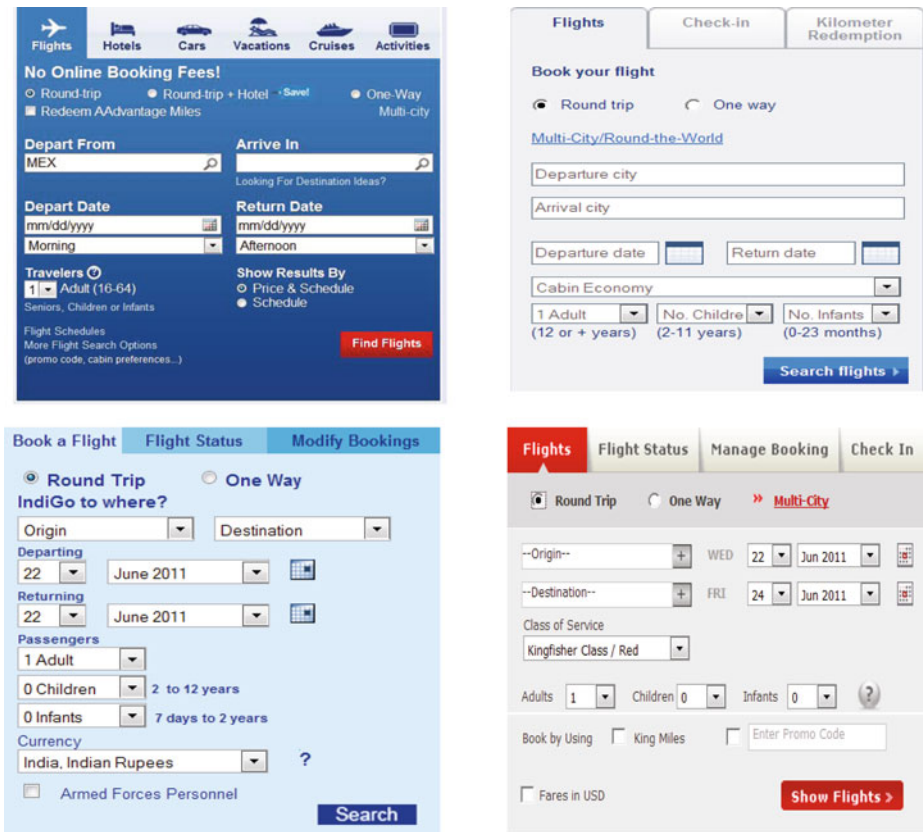 Flights Hotels Cars Vacations Cruises Activities
No Online Booking Fees!
Round-trip Round-trip + Hotel Save! One-Way
Redeem AAdvantage Miles Multi-city
Depart From Arrive In
MEX
Looking For Destination Ideas?
Depart Date Return Date
mm/dd/yyyy mm/dd/yyyy
Morning Afternoon
Travelers ? Show Results By
1 Adult (16-64) Price & Schedule
Seniors, Children or Infants Schedule
Flight Schedules
More Flight Search Options Find Flights
(promo code, cabin preferences...)
Flights Check-in Kilometer
Redemption
Book your flight
Round trip One way
Multi-City/Round-the-World
Departure city
Arrival city
Departure date Return date
Cabin Economy
1 Adult No. Childre No. Infants
(12 or + years) (2-11 years) (0-23 months)
Search flights
Book a Flight Flight Status Modify Bookings
Round Trip One Way
IndiGo to where?
Origin Destination
Departing
22 June 2011
Returning
22 June 2011
Passengers
1 Adult
0 Children 2 to 12 years
0 Infants 7 days to 2 years
Currency
India, Indian Rupees ?
Armed Forces Personnel
Search
Flights Flight Status Manage Booking Check In
Round Trip One Way » Multi-City
--Origin-- + WED 22 Jun 2011
--Destination-- + FRI 24 Jun 2011
Class of Service
Kingfisher Class / Red
Adults 1 Children 0 Infants 0 ?
Book by Using King Miles Enter Promo Code
Fares in USD Show Flights >